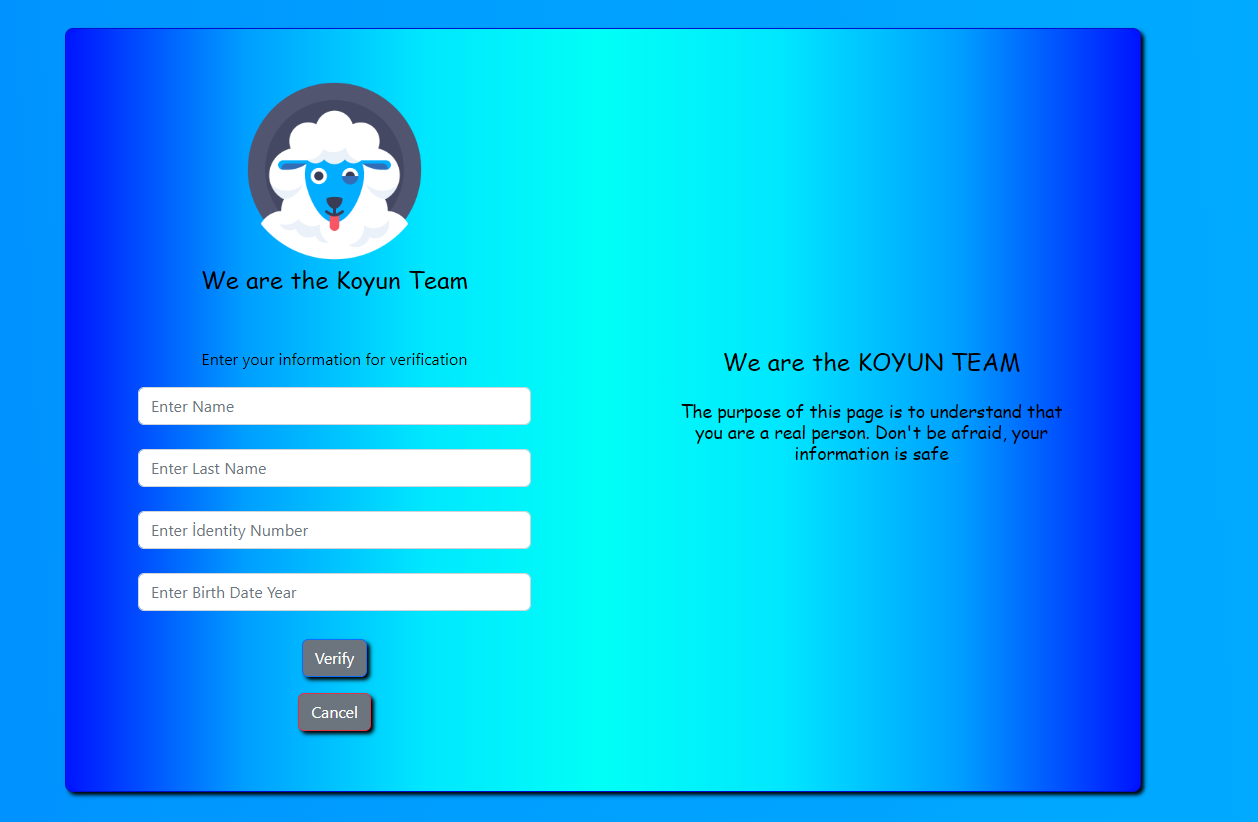 We are the Koyun Team
Enter your information for verification
Enter Name
Enter Last Name
Enter İdentity Number
Enter Birth Date Year
Verify
Cancel
We are the KOYUN TEAM
The purpose of this page is to understand that
you are a real person. Don't be afraid, your
information is safe